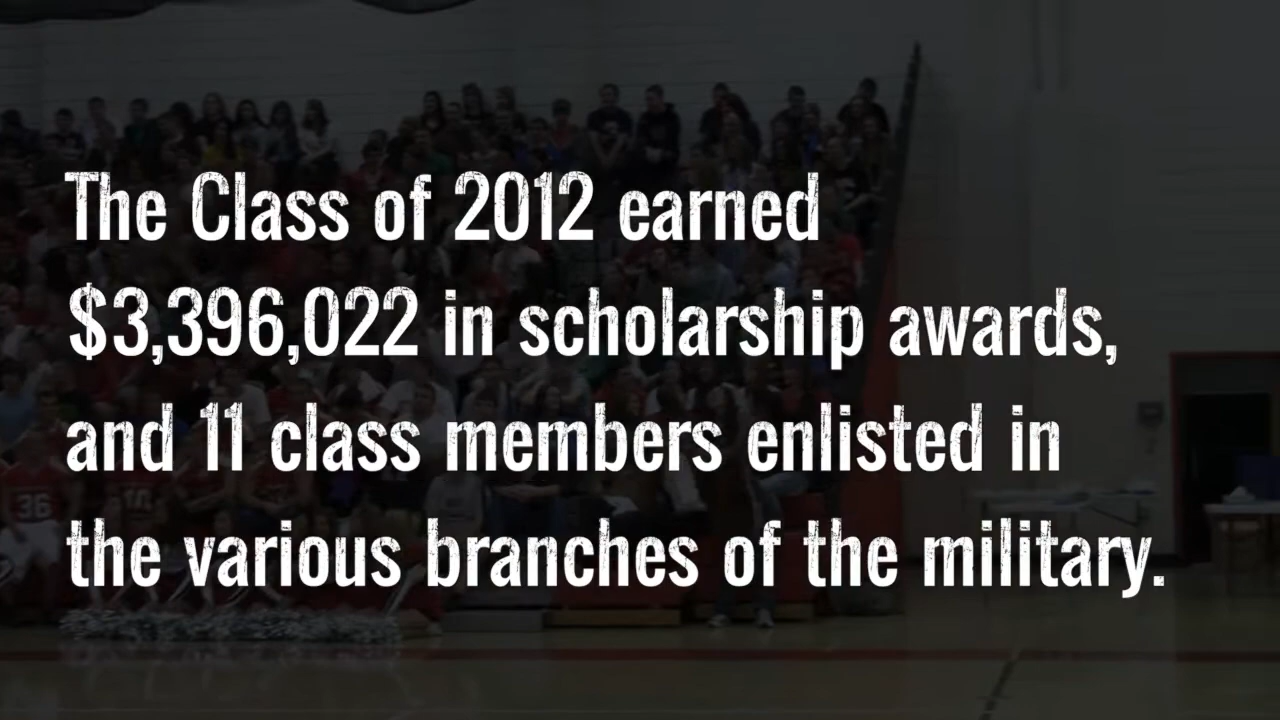 The Class of 2012 earned
$3,396,022 in scholarship awards,
and 11 class members enlisted in
the various branches of the military.
36